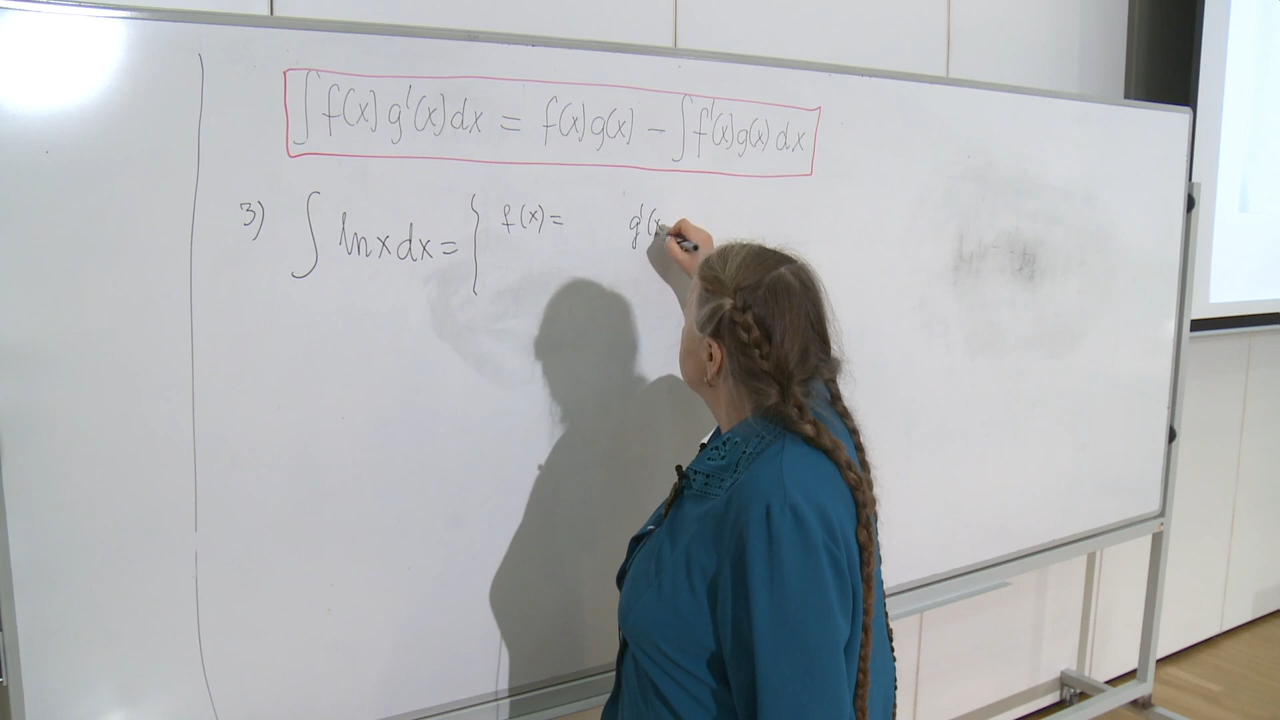 ∫ f(x) g'(x) dx = f(x) g(x) − ∫ f'(x) g(x) dx
3) ∫ ln x dx = { f(x) = g'(x